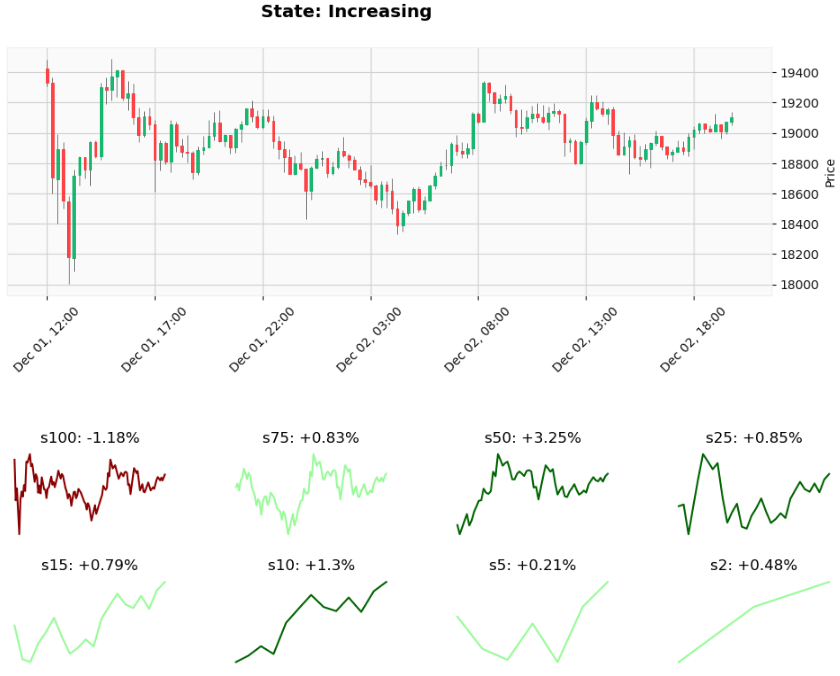 State: Increasing
19400
19200
19000
18800
18600
18400
18200
18000
Price
Dec 01, 12:00
Dec 01, 17:00
Dec 01, 22:00
Dec 02, 03:00
Dec 02, 08:00
Dec 02, 13:00
Dec 02, 18:00
s100: -1.18%
s75: +0.83%
s50: +3.25%
s25: +0.85%
s15: +0.79%
s10: +1.3%
s5: +0.21%
s2: +0.48%